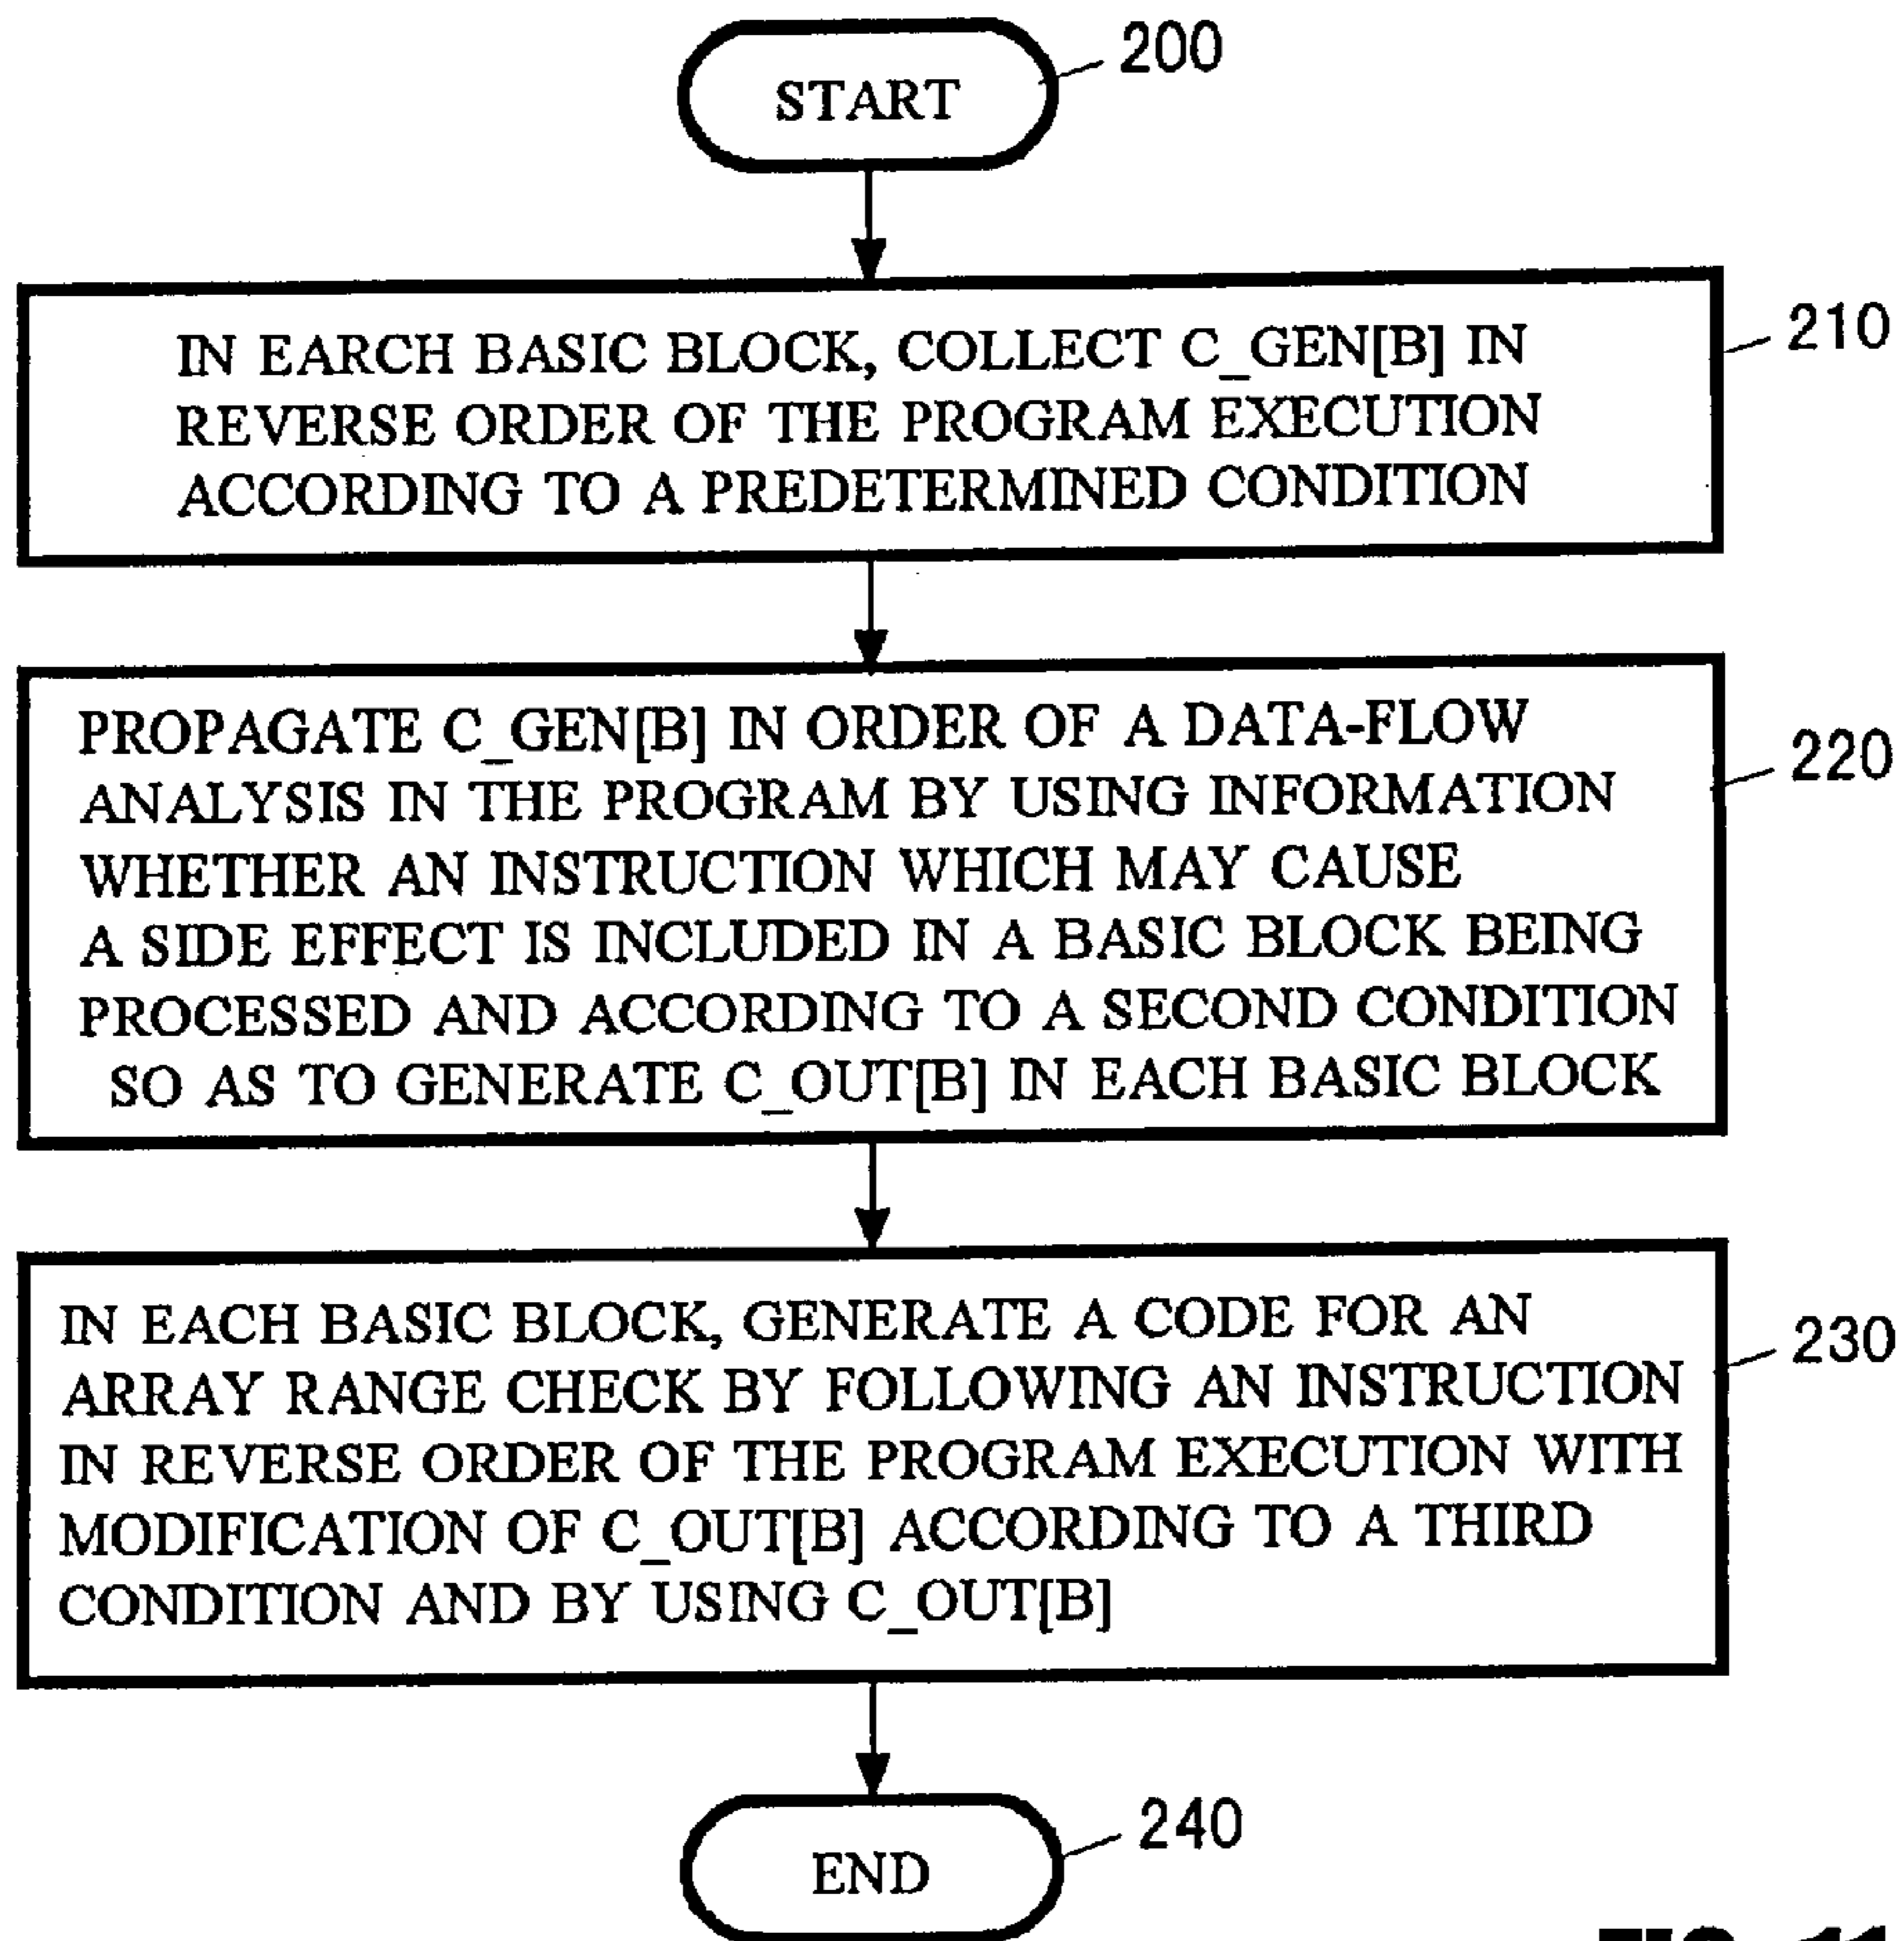 START
200
IN EARCH BASIC BLOCK, COLLECT C_GEN[B] IN
REVERSE ORDER OF THE PROGRAM EXECUTION
ACCORDING TO A PREDETERMINED CONDITION
210
PROPAGATE C_GEN[B] IN ORDER OF A DATA-FLOW
ANALYSIS IN THE PROGRAM BY USING INFORMATION
WHETHER AN INSTRUCTION WHICH MAY CAUSE
A SIDE EFFECT IS INCLUDED IN A BASIC BLOCK BEING
PROCESSED AND ACCORDING TO A SECOND CONDITION
SO AS TO GENERATE C_OUT[B] IN EACH BASIC BLOCK
220
IN EACH BASIC BLOCK, GENERATE A CODE FOR AN
ARRAY RANGE CHECK BY FOLLOWING AN INSTRUCTION
IN REVERSE ORDER OF THE PROGRAM EXECUTION WITH
MODIFICATION OF C_OUT[B] ACCORDING TO A THIRD
CONDITION AND BY USING C_OUT[B]
230
END
240